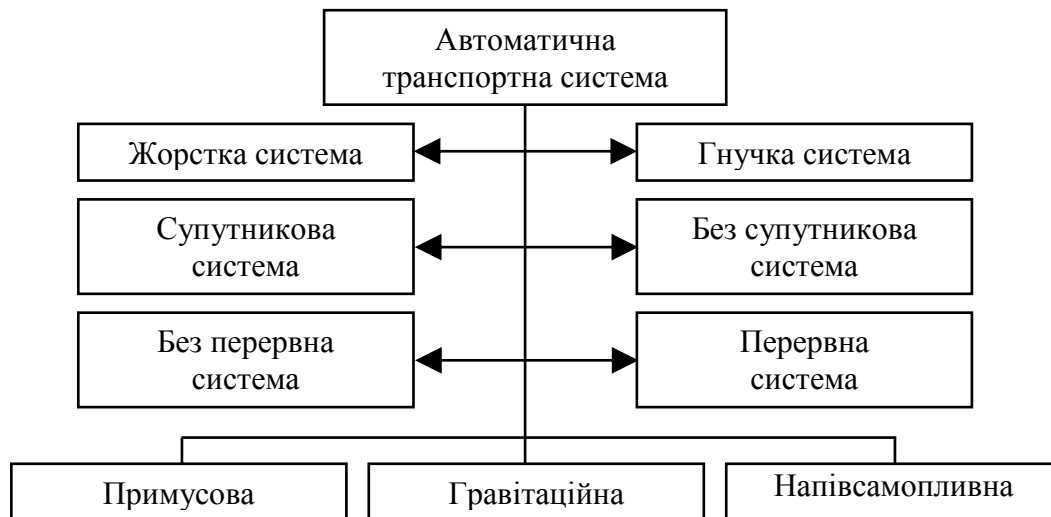 Автоматична
транспортна система
Жорстка система
Гнучка система
Супутникова
система
Без супутникова
система
Без перервна
система
Перервна
система
Примусова
Гравітаційна
Напівсамопливна